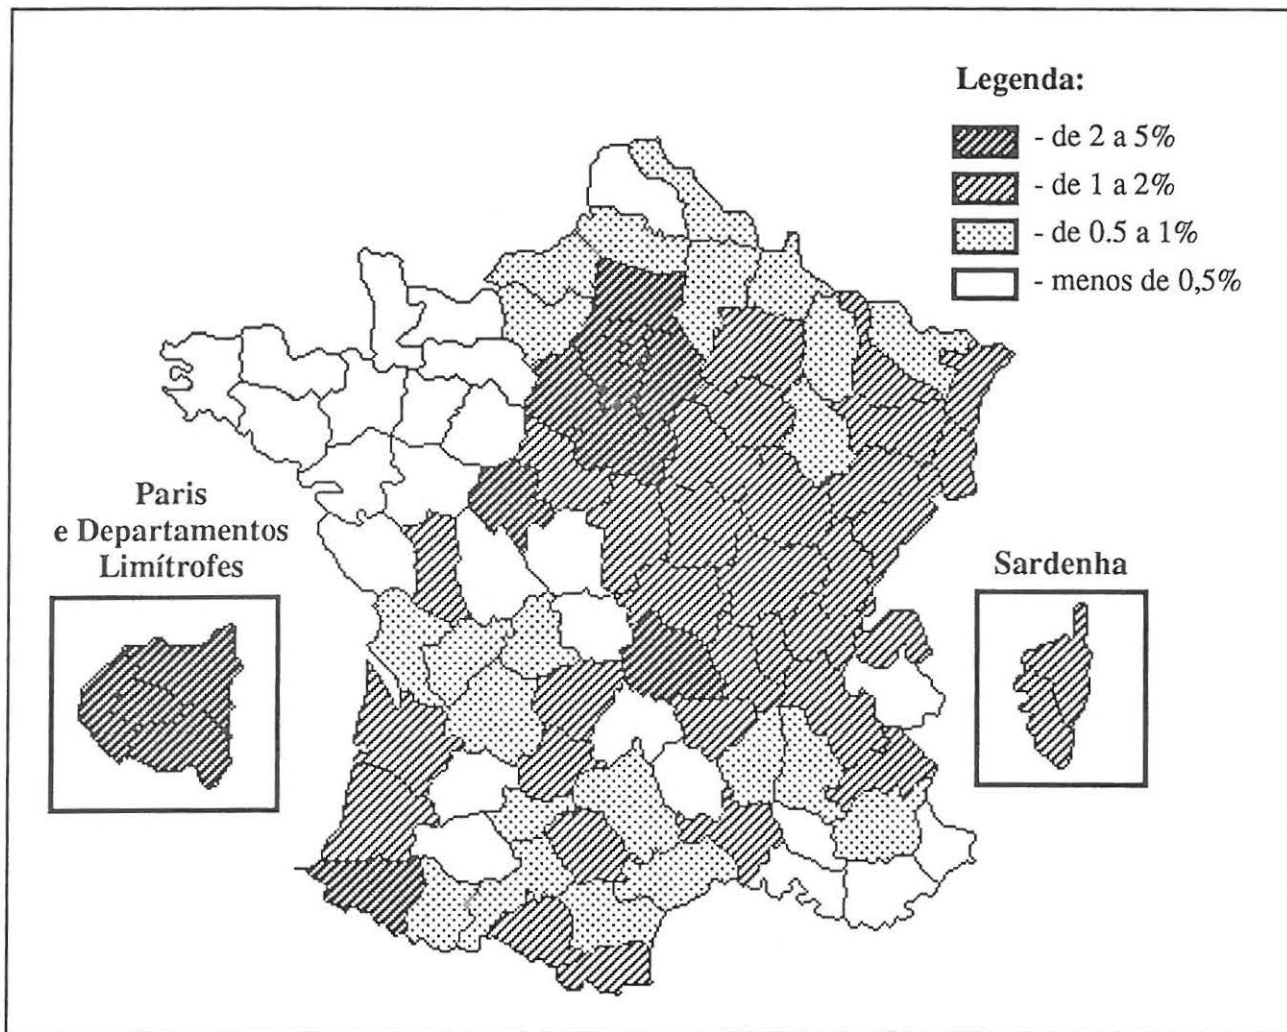 Legenda:
- de 2 a 5%
- de 1 a 2%
- de 0.5 a 1%
- menos de 0,5%
Paris
e Departamentos
Limítrofes
Sardenha